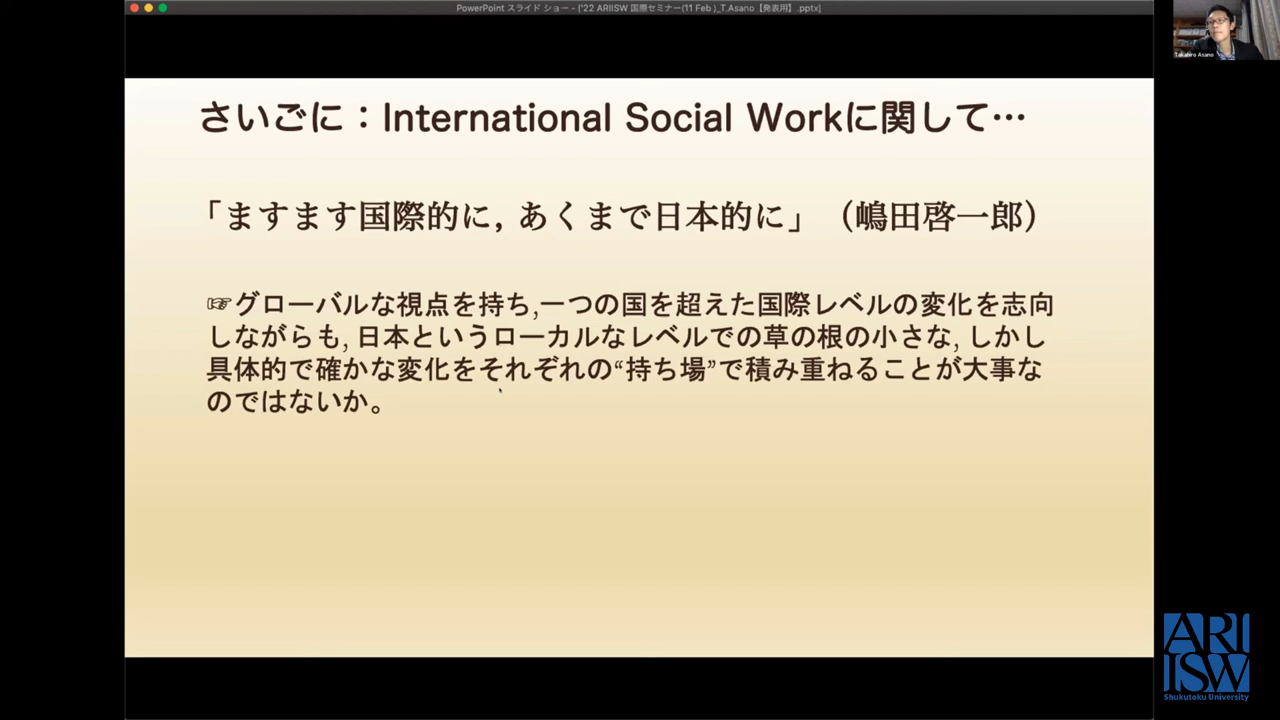 PowerPoint スライド ショー - ['22 ARIISW 国際セミナー(11 Feb )_T.Asano【発表用】.pptx]
Takahiro Asano
さいごに：International Social Workに関して…
「ますます国際的に, あくまで日本的に」（嶋田啓一郎）
☞グローバルな視点を持ち,一つの国を超えた国際レベルの変化を志向
しながらも, 日本というローカルなレベルでの草の根の小さな, しかし
具体的で確かな変化をそれぞれの“持ち場”で積み重ねることが大事な
のではないか。
ARI
ISW
Shukutoku University